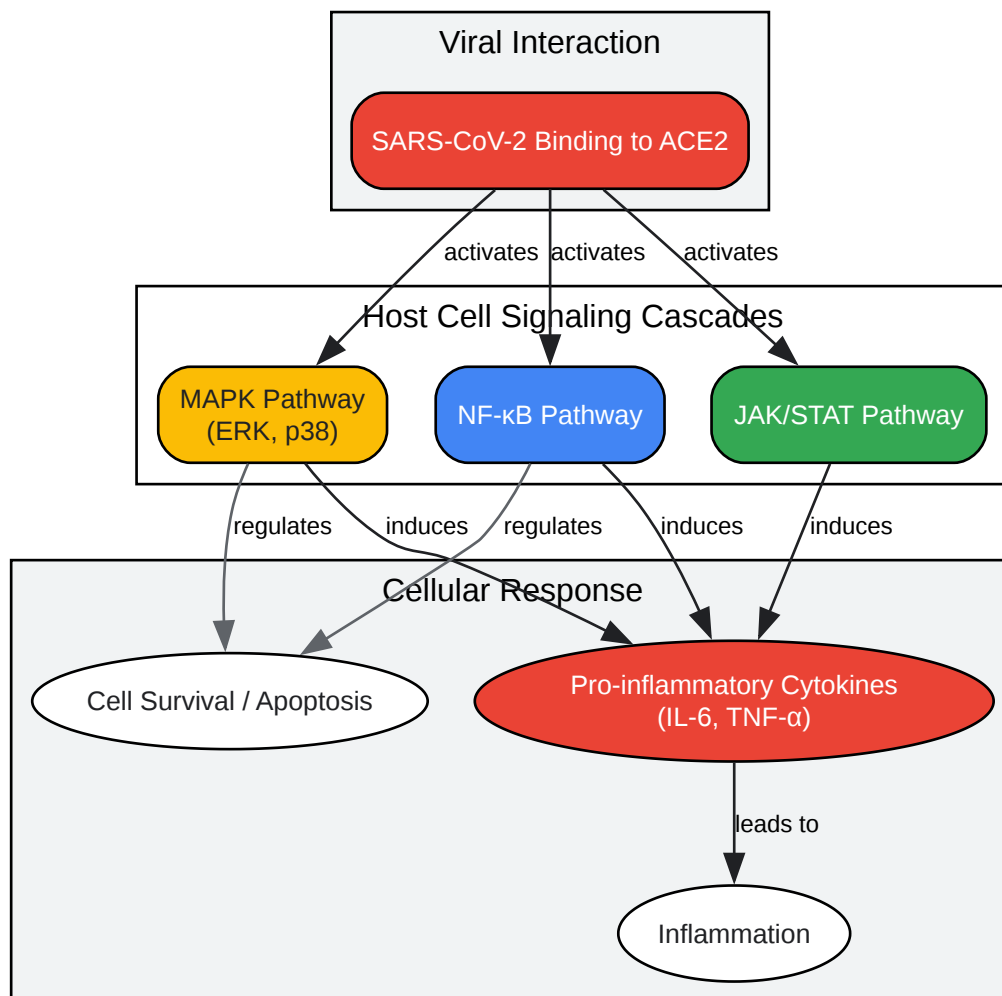 Viral Interaction
SARS-CoV-2 Binding to ACE2
activates
activates
activates
Host Cell Signaling Cascades
MAPK Pathway
(ERK, p38)
NF-κB Pathway
JAK/STAT Pathway
regulates
induces
regulates
induces
induces
Cellular Response
Cell Survival / Apoptosis
Pro-inflammatory Cytokines
(IL-6, TNF-α)
leads to
Inflammation